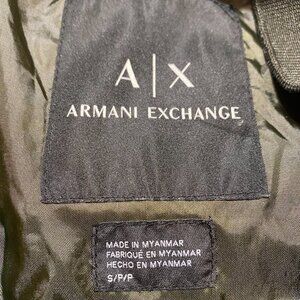 A|X
ARMANI EXCHANGE
MADE IN MYANMAR
FABRIQUÉ EN MYANMAR
HECHO EN MYANMAR
S/P/P